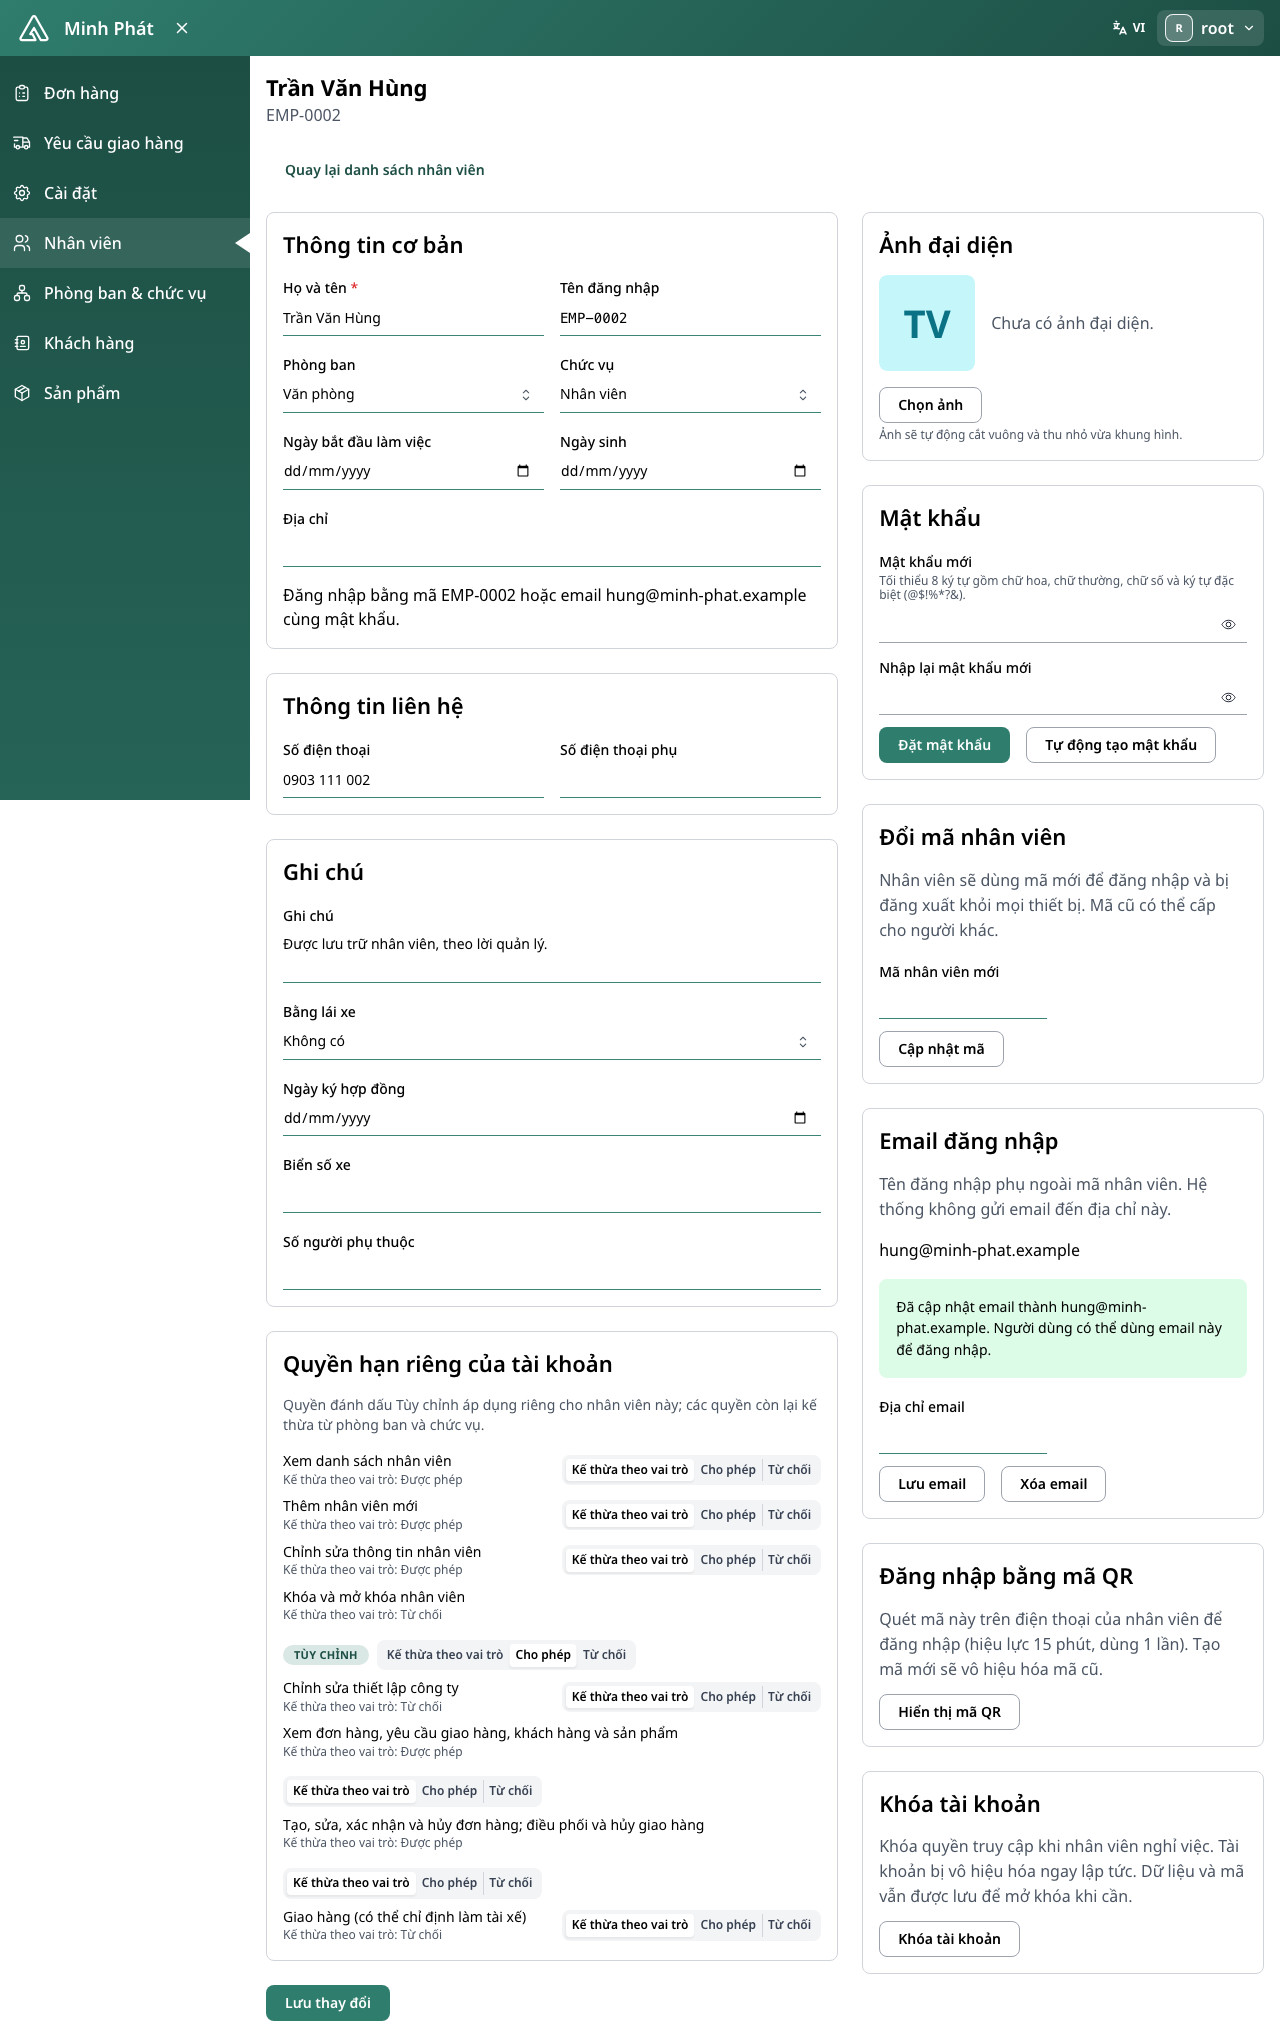 Minh Phát
VI
R
root
Đơn hàng
Yêu cầu giao hàng
Cài đặt
Nhân viên
Phòng ban & chức vụ
Khách hàng
Sản phẩm
Trần Văn Hùng
EMP-0002
Quay lại danh sách nhân viên
Thông tin cơ bản
Họ và tên *
Tên đăng nhập
Trần Văn Hùng
EMP-0002
Phòng ban
Chức vụ
Văn phòng
Nhân viên
Ngày bắt đầu làm việc
Ngày sinh
dd/mm/yyyy
dd/mm/yyyy
Địa chỉ
Đăng nhập bằng mã EMP-0002 hoặc email hung@minh-phat.example
cùng mật khẩu.
Thông tin liên hệ
Số điện thoại
Số điện thoại phụ
0903 111 002
Ghi chú
Ghi chú
Được lưu trữ nhân viên, theo lời quản lý.
Bằng lái xe
Không có
Ngày ký hợp đồng
dd/mm/yyyy
Biển số xe
Số người phụ thuộc
Quyền hạn riêng của tài khoản
Quyền đánh dấu Tùy chỉnh áp dụng riêng cho nhân viên này; các quyền còn lại kế
thừa từ phòng ban và chức vụ.
Xem danh sách nhân viên
Kế thừa theo vai trò: Được phép
Kế thừa theo vai trò Cho phép Từ chối
Thêm nhân viên mới
Kế thừa theo vai trò: Được phép
Kế thừa theo vai trò Cho phép Từ chối
Chỉnh sửa thông tin nhân viên
Kế thừa theo vai trò: Được phép
Kế thừa theo vai trò Cho phép Từ chối
Khóa và mở khóa nhân viên
Kế thừa theo vai trò: Từ chối
TÙY CHỈNH Kế thừa theo vai trò Cho phép Từ chối
Chỉnh sửa thiết lập công ty
Kế thừa theo vai trò: Từ chối
Kế thừa theo vai trò Cho phép Từ chối
Xem đơn hàng, yêu cầu giao hàng, khách hàng và sản phẩm
Kế thừa theo vai trò: Được phép
Kế thừa theo vai trò Cho phép Từ chối
Tạo, sửa, xác nhận và hủy đơn hàng; điều phối và hủy giao hàng
Kế thừa theo vai trò: Được phép
Kế thừa theo vai trò Cho phép Từ chối
Giao hàng (có thể chỉ định làm tài xế)
Kế thừa theo vai trò: Từ chối
Kế thừa theo vai trò Cho phép Từ chối
Lưu thay đổi
Ảnh đại diện
TV
Chưa có ảnh đại diện.
Chọn ảnh
Ảnh sẽ tự động cắt vuông và thu nhỏ vừa khung hình.
Mật khẩu
Mật khẩu mới
Tối thiểu 8 ký tự gồm chữ hoa, chữ thường, chữ số và ký tự đặc
biệt (@$!%*?&).
Nhập lại mật khẩu mới
Đặt mật khẩu
Tự động tạo mật khẩu
Đổi mã nhân viên
Nhân viên sẽ dùng mã mới để đăng nhập và bị
đăng xuất khỏi mọi thiết bị. Mã cũ có thể cấp
cho người khác.
Mã nhân viên mới
Cập nhật mã
Email đăng nhập
Tên đăng nhập phụ ngoài mã nhân viên. Hệ
thống không gửi email đến địa chỉ này.
hung@minh-phat.example
Đã cập nhật email thành hung@minh-
phat.example. Người dùng có thể dùng email này
để đăng nhập.
Địa chỉ email
Lưu email
Xóa email
Đăng nhập bằng mã QR
Quét mã này trên điện thoại của nhân viên để
đăng nhập (hiệu lực 15 phút, dùng 1 lần). Tạo
mã mới sẽ vô hiệu hóa mã cũ.
Hiển thị mã QR
Khóa tài khoản
Khóa quyền truy cập khi nhân viên nghỉ việc. Tài
khoản bị vô hiệu hóa ngay lập tức. Dữ liệu và mã
vẫn được lưu để mở khóa khi cần.
Khóa tài khoản